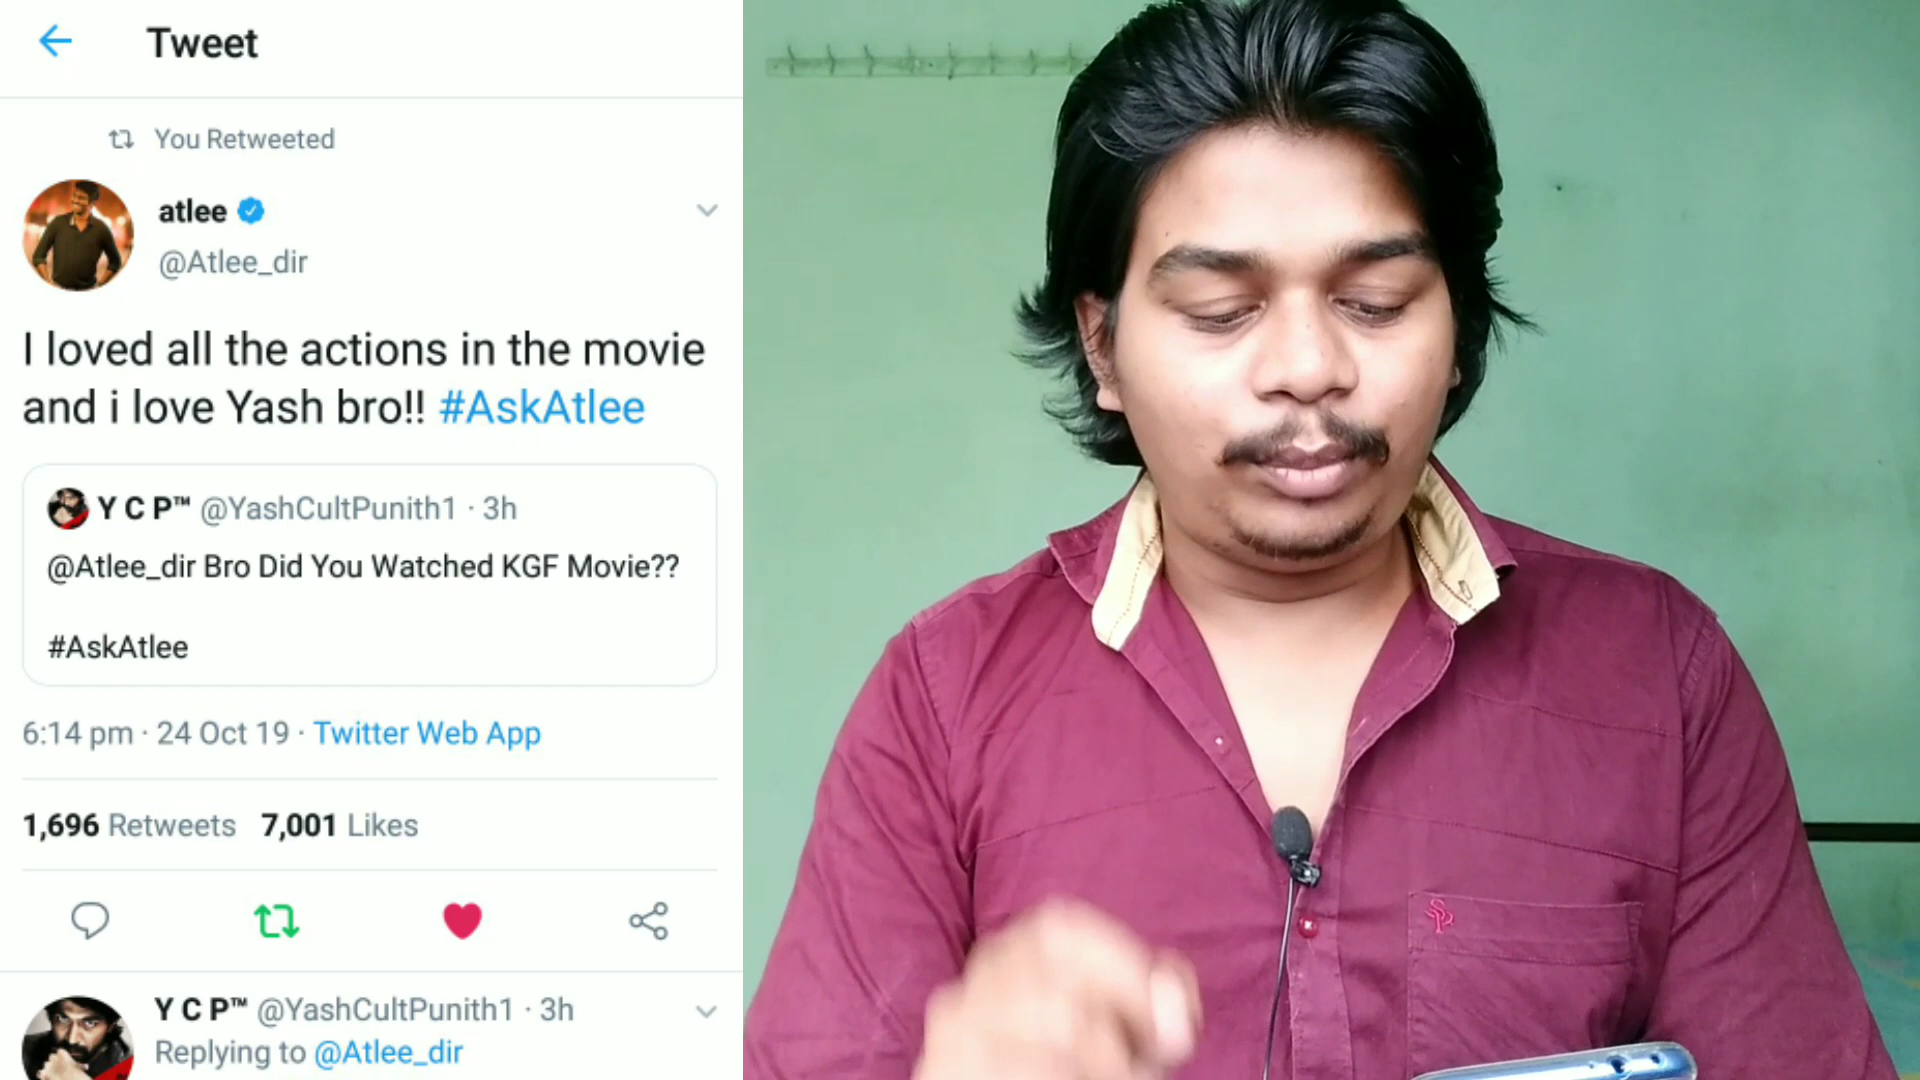 Tweet
You Retweeted
atlee
@Atlee_dir
I loved all the actions in the movie
and i love Yash bro!! #AskAtlee
Y C P™ @YashCultPunith1 · 3h
@Atlee_dir Bro Did You Watched KGF Movie??
#AskAtlee
6:14 pm · 24 Oct 19 · Twitter Web App
1,696 Retweets 7,001 Likes
Y C P™ @YashCultPunith1 · 3h
Replying to @Atlee_dir